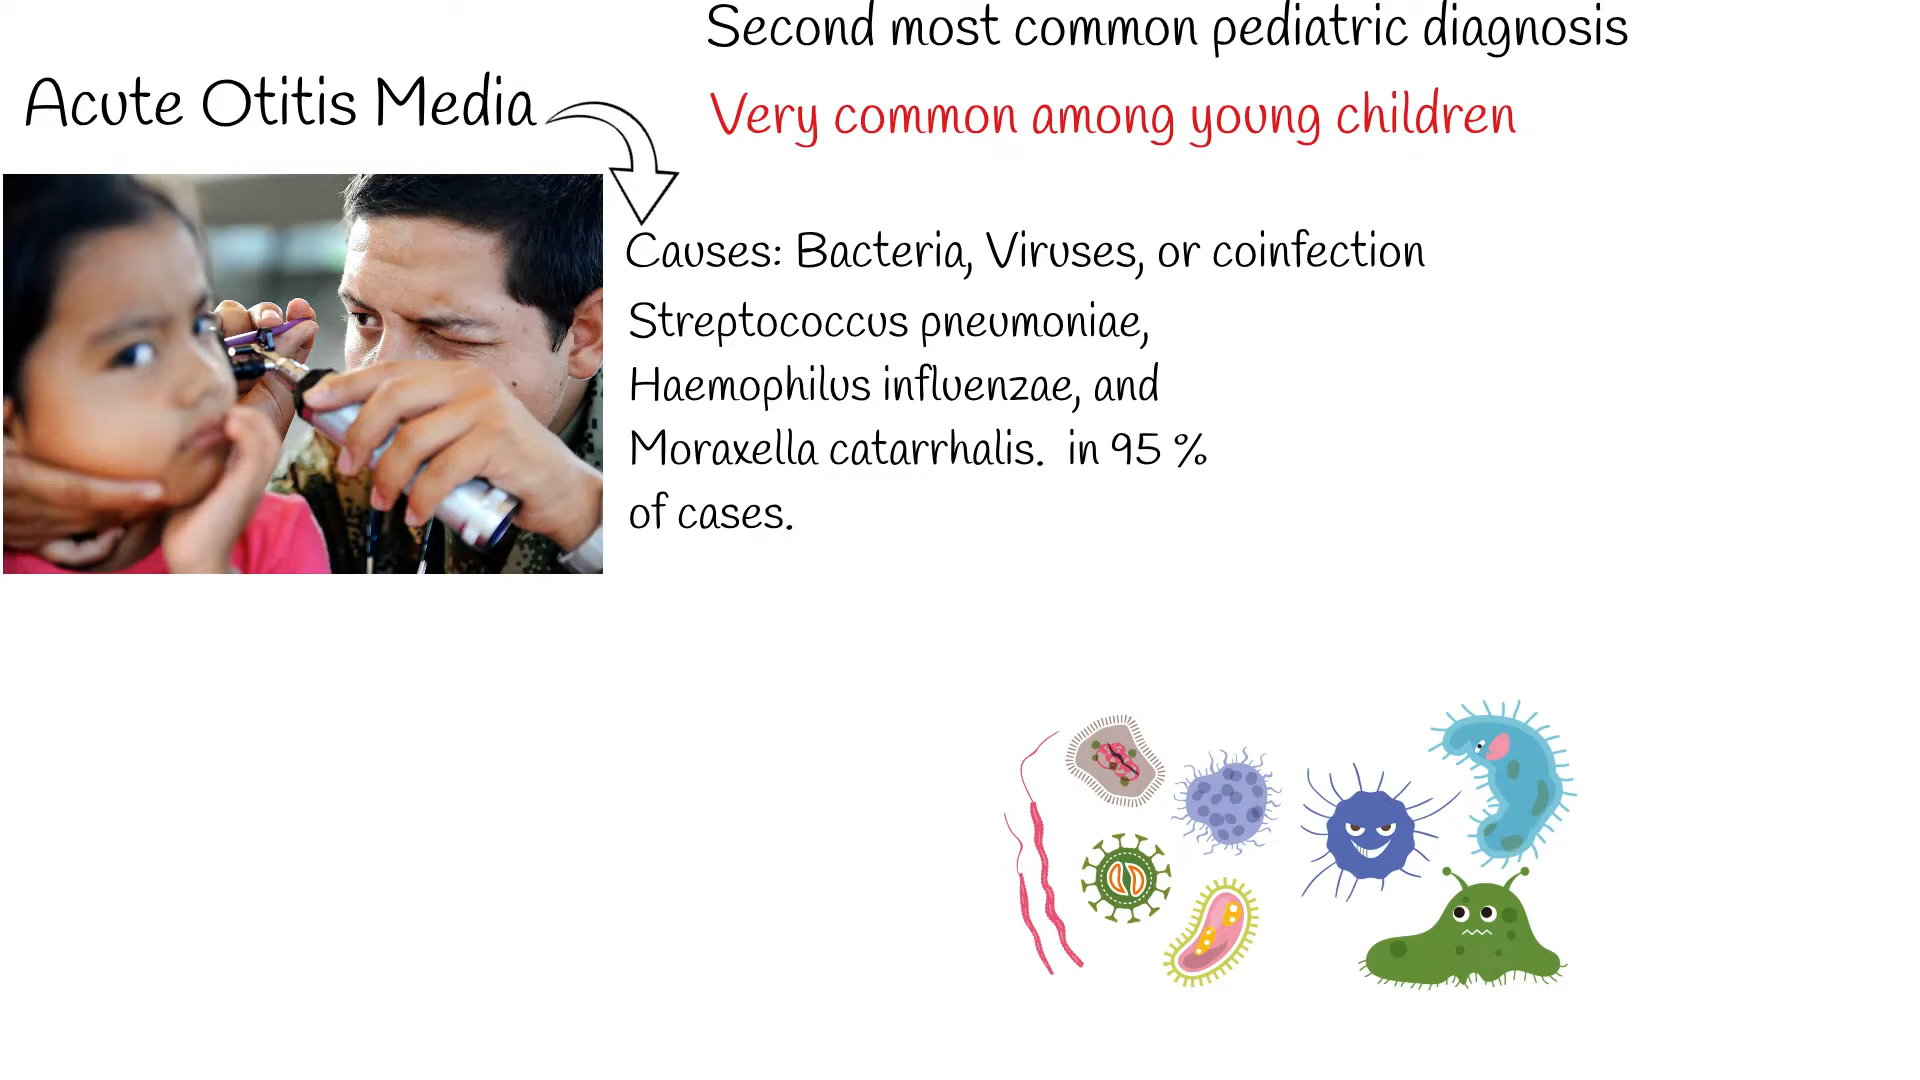 Second most common pediatric diagnosis
Acute Otitis Media
Very common among young children
Causes: Bacteria, Viruses, or coinfection
Streptococcus pneumoniae,
Haemophilus influenzae, and
Moraxella catarrhalis.  in 95 %
of cases.